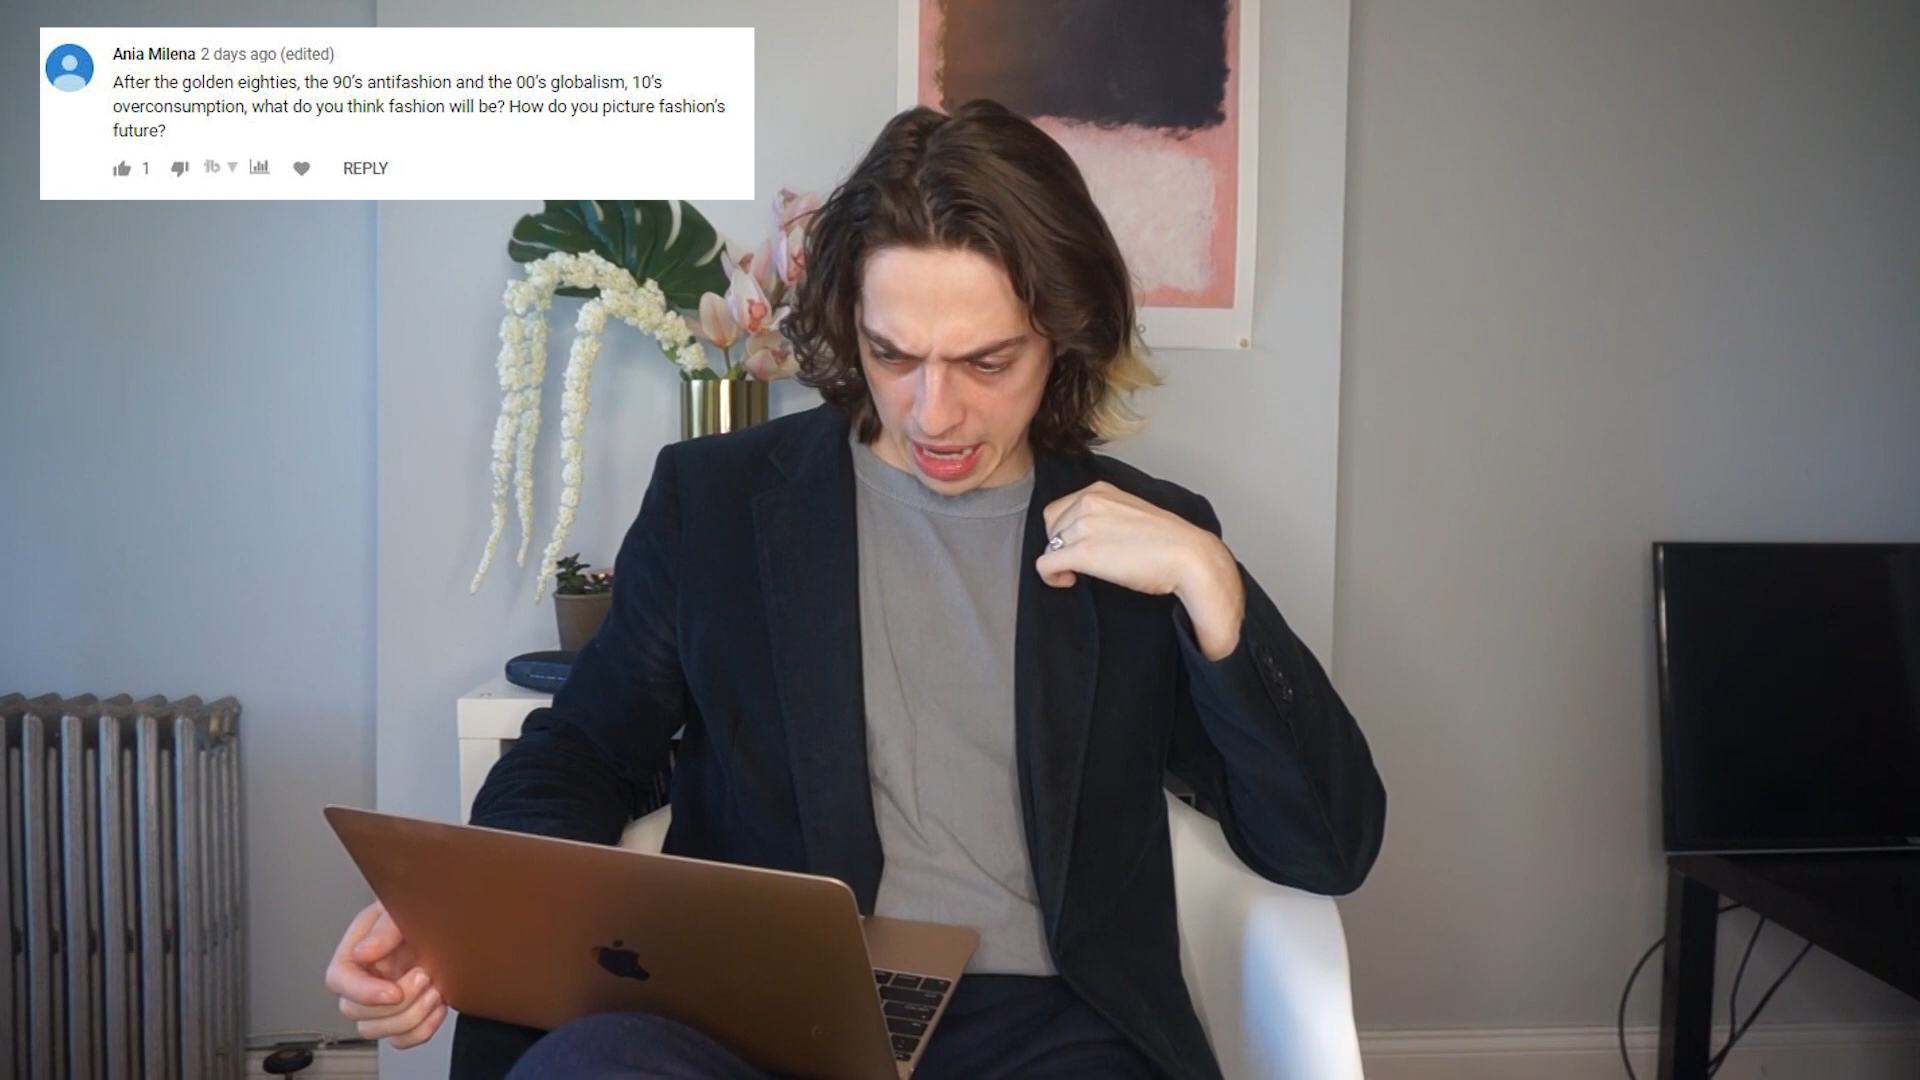 Ania Milena 2 days ago (edited)
After the golden eighties, the 90's antifashion and the 00's globalism, 10's
overconsumption, what do you think fashion will be? How do you picture fashion's
future?
1 REPLY